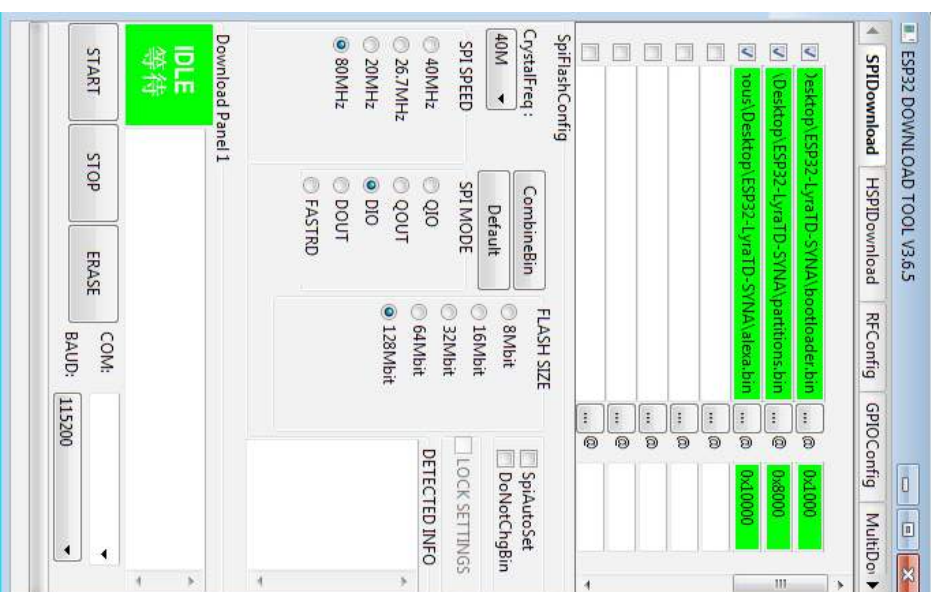 ESP32 DOWNLOAD TOOL V3.6.5
SPIDownload HSPIDownload RFConfig GPIOConfig MultiDo
)esktop\ESP32-LyraTD-SYNA\bootloader.bin ... @ 0x1000
\Desktop\ESP32-LyraTD-SYNA\partitions.bin ... @ 0x8000
ious\Desktop\ESP32-LyraTD-SYNA\alexa.bin ... @ 0x10000
... @
... @
... @
... @
... @
SpiFlashConfig
CrystalFreq :
40M
CombineBin
Default
SpiAutoSet
DoNotChgBin
LOCK SETTINGS
SPI SPEED
40MHz
26.7MHz
20MHz
80MHz
SPI MODE
QIO
QOUT
DIO
DOUT
FASTRD
FLASH SIZE
8Mbit
16Mbit
32Mbit
64Mbit
128Mbit
DETECTED INFO
Download Panel 1
IDLE
等待
START STOP ERASE
COM:
BAUD: 115200